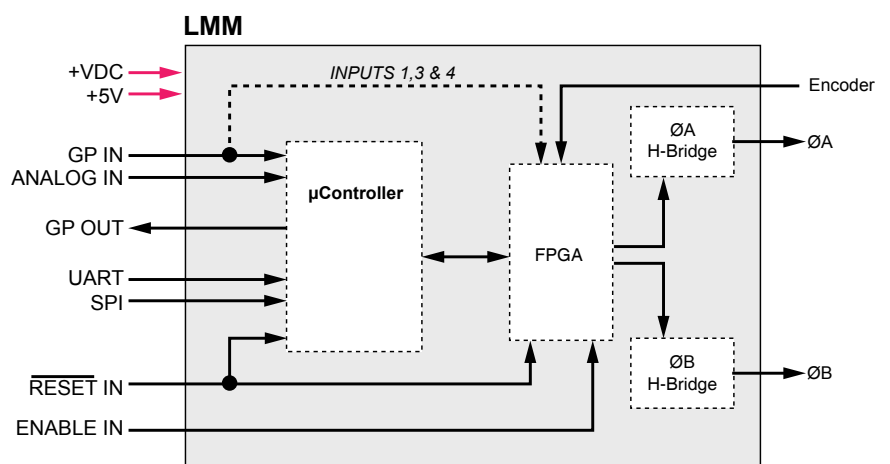 LMM
+VDC
+5V
INPUTS 1,3 & 4
Encoder
GP IN
ANALOG IN
µController
ØA
H-Bridge
ØA
GP OUT
FPGA
UART
SPI
RESET IN
ØB
H-Bridge
ØB
ENABLE IN